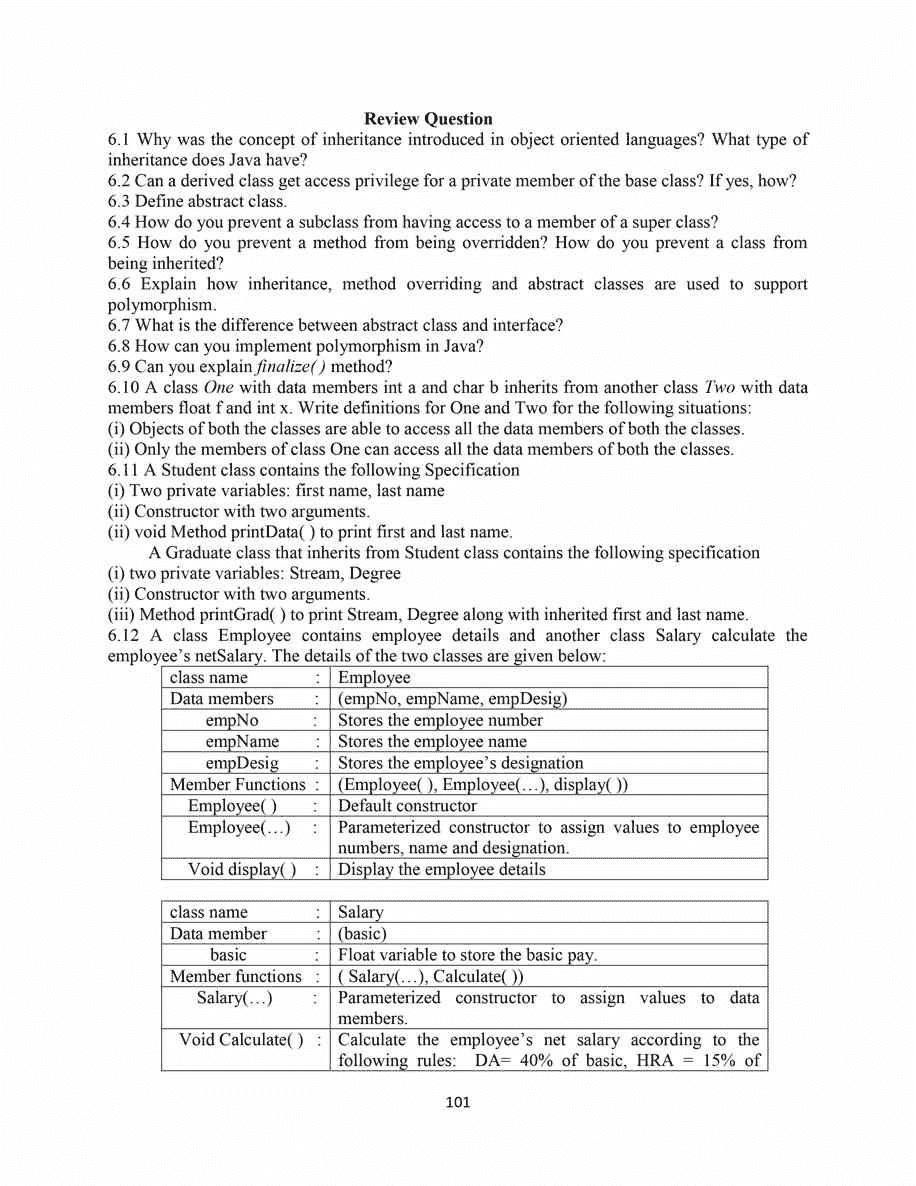 Review Question
6.1 Why was the concept of inheritance introduced in object oriented languages? What type of
inheritance does Java have?
6.2 Can a derived class get access privilege for a private member of the base class? If yes, how?
6.3 Define abstract class.
6.4 How do you prevent a subclass from having access to a member of a super class?
6.5 How do you prevent a method from being overridden? How do you prevent a class from
being inherited?
6.6 Explain how inheritance, method overriding and abstract classes are used to support
polymorphism.
6.7 What is the difference between abstract class and interface?
6.8 How can you implement polymorphism in Java?
6.9 Can you explain finalize( ) method?
6.10 A class One with data members int a and char b inherits from another class Two with data
members float f and int x. Write definitions for One and Two for the following situations:
(i) Objects of both the classes are able to access all the data members of both the classes.
(ii) Only the members of class One can access all the data members of both the classes.
6.11 A Student class contains the following Specification
(i) Two private variables: first name, last name
(ii) Constructor with two arguments.
(ii) void Method printData( ) to print first and last name.
A Graduate class that inherits from Student class contains the following specification
(i) two private variables: Stream, Degree
(ii) Constructor with two arguments.
(iii) Method printGrad( ) to print Stream, Degree along with inherited first and last name.
6.12 A class Employee contains employee details and another class Salary calculate the
employee’s netSalary. The details of the two classes are given below:
class name : Employee
Data members : (empNo, empName, empDesig)
empNo : Stores the employee number
empName : Stores the employee name
empDesig : Stores the employee’s designation
Member Functions : (Employee( ), Employee(…), display( ))
Employee( ) : Default constructor
Employee(…) : Parameterized constructor to assign values to employee
numbers, name and designation.
Void display( ) : Display the employee details
class name : Salary
Data member : (basic)
basic : Float variable to store the basic pay.
Member functions : ( Salary(…), Calculate( ))
Salary(…) : Parameterized constructor to assign values to data
members.
Void Calculate( ) : Calculate the employee’s net salary according to the
following rules: DA= 40% of basic, HRA = 15% of
101